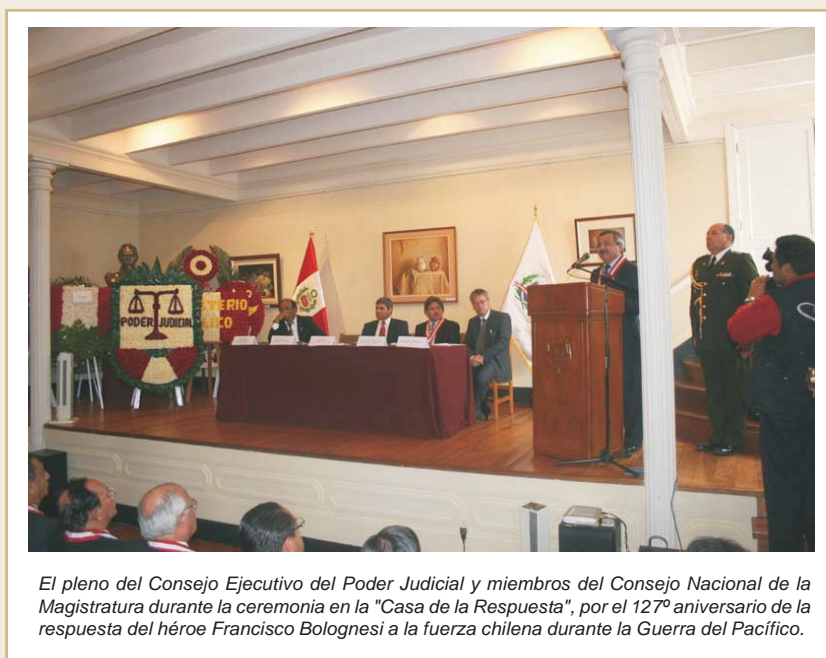 PODER JUDICIAL
TERIO
LICO
El pleno del Consejo Ejecutivo del Poder Judicial y miembros del Consejo Nacional de la
Magistratura durante la ceremonia en la "Casa de la Respuesta", por el 127º aniversario de la
respuesta del héroe Francisco Bolognesi a la fuerza chilena durante la Guerra del Pacífico.